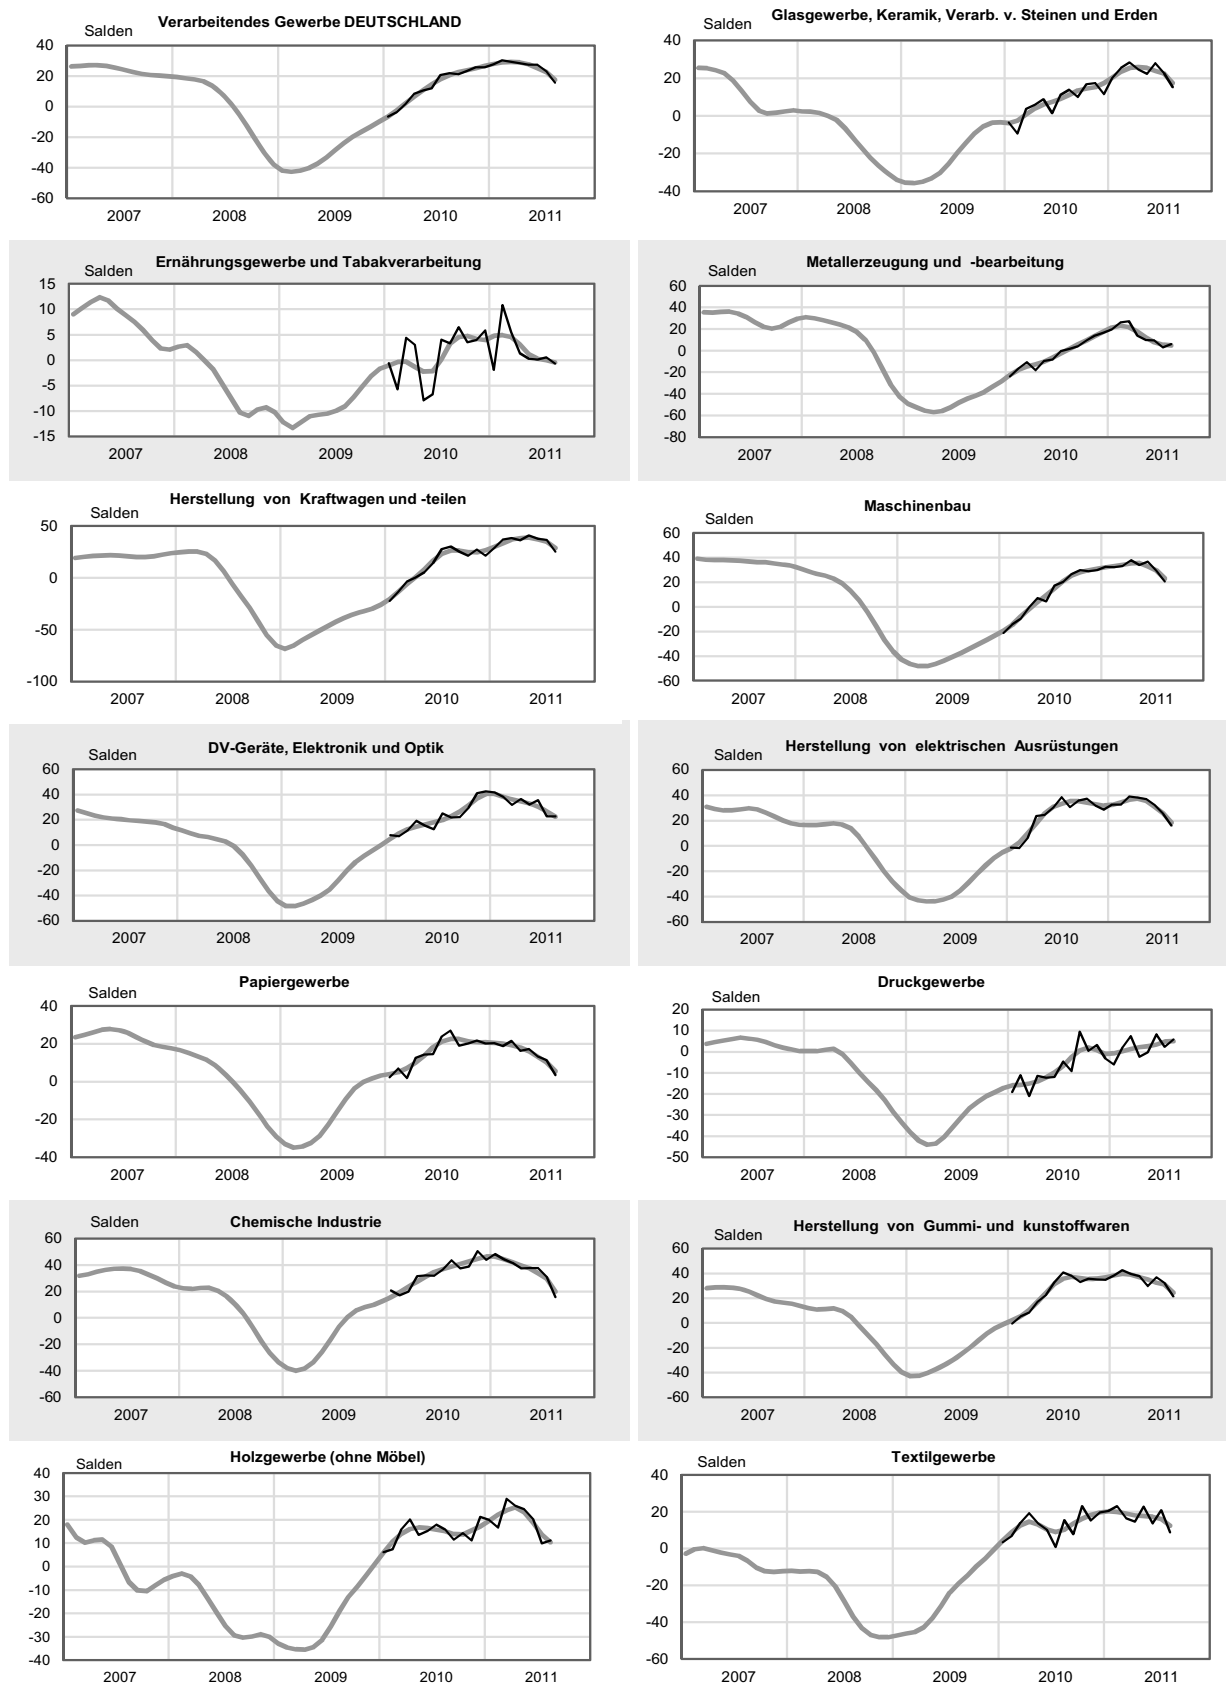 Verarbeitendes Gewerbe DEUTSCHLAND
Salden
40
20
0
-20
-40
-60
2007 2008 2009 2010 2011
Glasgewerbe, Keramik, Verarb. v. Steinen und Erden
Salden
40
20
0
-20
-40
2007 2008 2009 2010 2011
Ernährungsgewerbe und Tabakverarbeitung
Salden
15
10
5
0
-5
-10
-15
2007 2008 2009 2010 2011
Metallerzeugung und -bearbeitung
60
40
20
0
-20
-40
-60
-80
2007 2008 2009 2010 2011
Herstellung von Kraftwagen und -teilen
Salden
50
0
-50
-100
2007 2008 2009 2010 2011
Maschinenbau
Salden
60
40
20
0
-20
-40
-60
2007 2008 2009 2010 2011
DV-Geräte, Elektronik und Optik
Salden
60
40
20
0
-20
-40
-60
2007 2008 2009 2010 2011
Herstellung von elektrischen Ausrüstungen
Salden
60
40
20
0
-20
-40
-60
2007 2008 2009 2010 2011
Papiergewerbe
Salden
40
20
0
-20
-40
2007 2008 2009 2010 2011
Druckgewerbe
Salden
20
10
0
-10
-20
-30
-40
-50
2007 2008 2009 2010 2011
Salden Chemische Industrie
60
40
20
0
-20
-40
-60
2007 2008 2009 2010 2011
Herstellung von Gummi- und kunstoffwaren
Salden
60
40
20
0
-20
-40
-60
2007 2008 2009 2010 2011
Holzgewerbe (ohne Möbel)
Salden
40
30
20
10
0
-10
-20
-30
-40
2007 2008 2009 2010 2011
Textilgewerbe
Salden
40
20
0
-20
-40
-60
2007 2008 2009 2010 2011